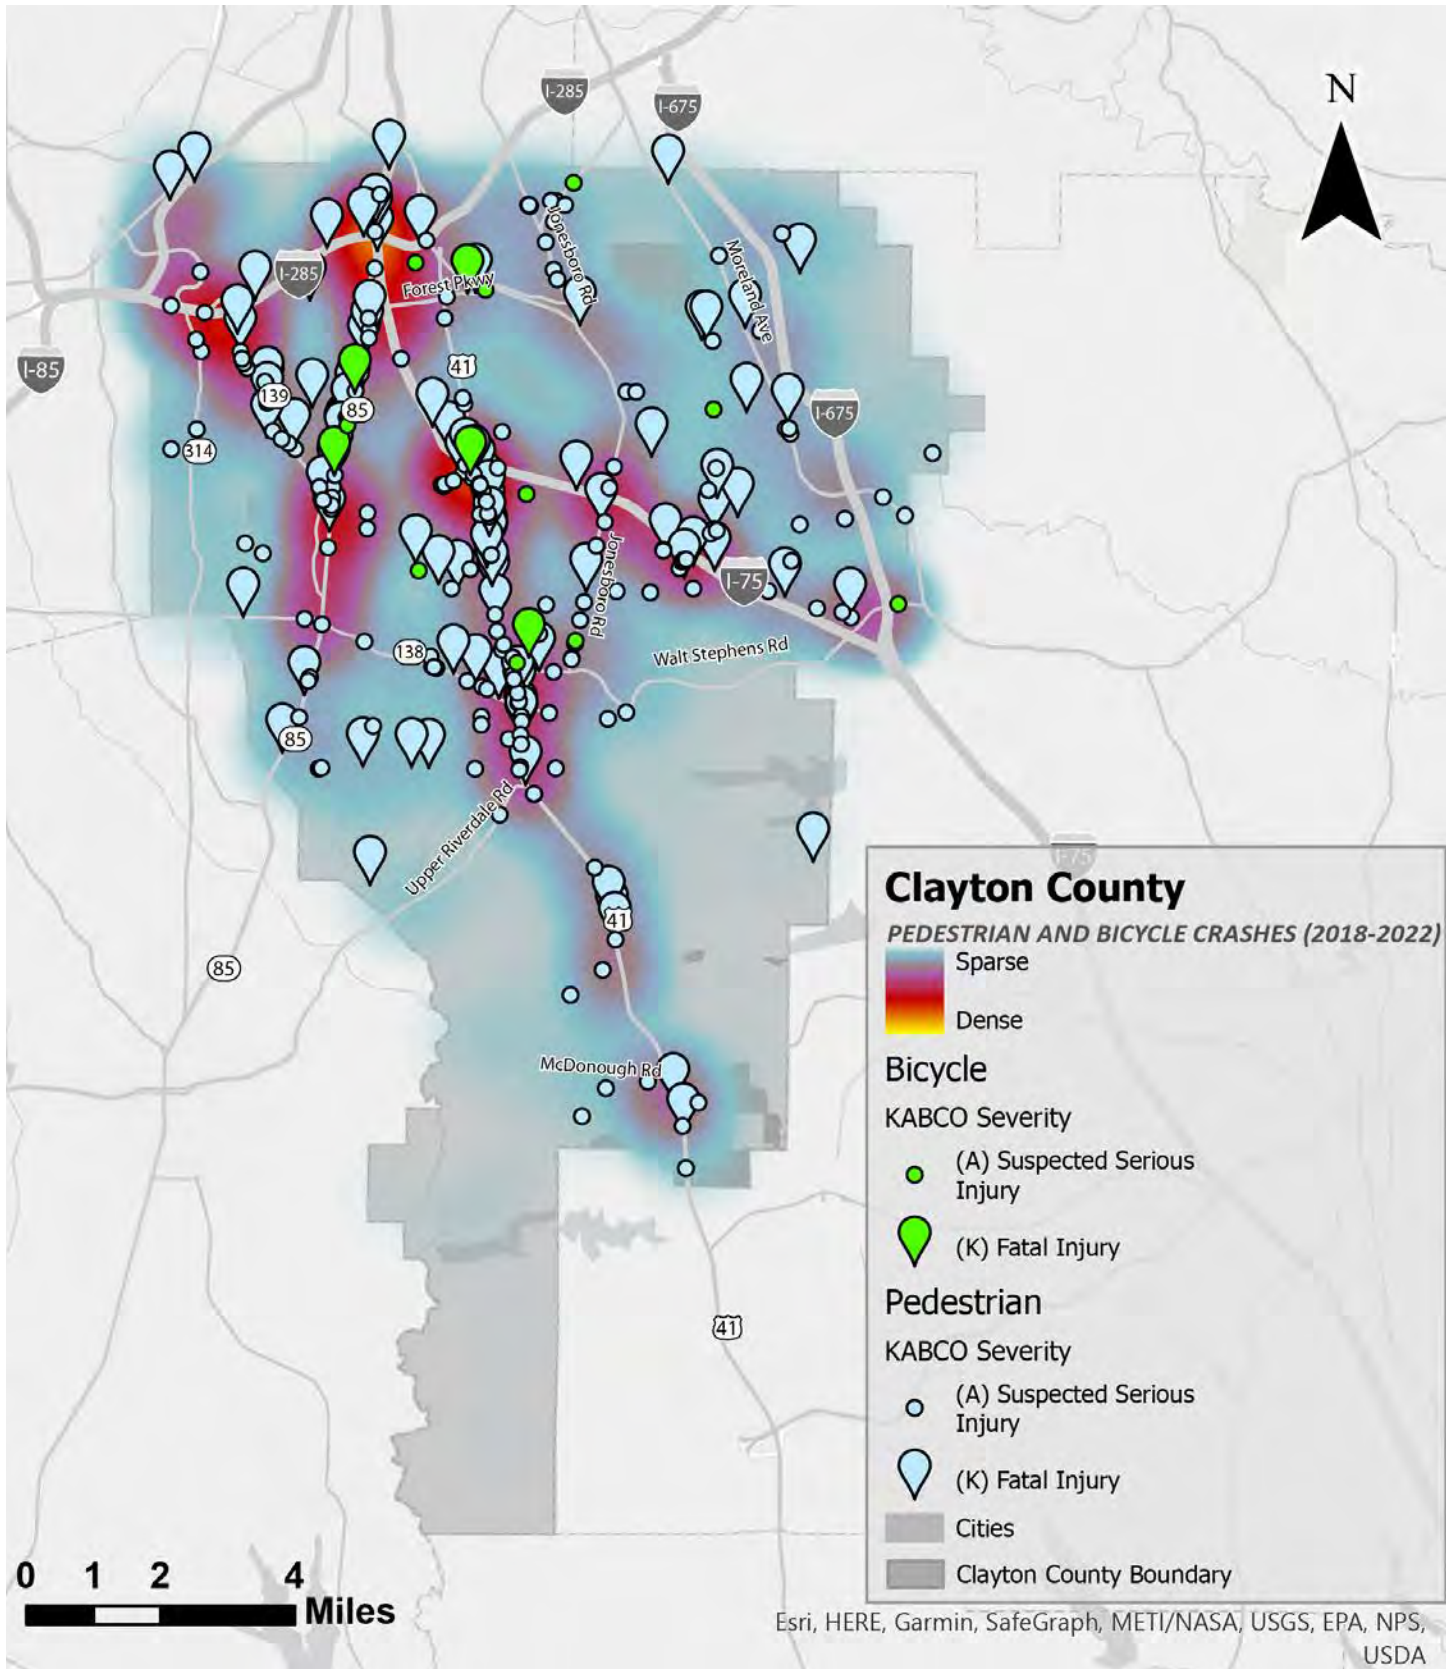 I-285
I-675
N
Jonesboro Rd
Moreland Ave
I-285
Forest Pkwy
I-85
41
139
85
I-675
314
Jonesboro Rd
I-75
138
Walt Stephens Rd
85
Upper Riverdale Rd
I-75
41
85
McDonough Rd
41
Clayton County
PEDESTRIAN AND BICYCLE CRASHES (2018-2022)
Sparse
Dense
Bicycle
KABCO Severity
(A) Suspected Serious
Injury
(K) Fatal Injury
Pedestrian
KABCO Severity
(A) Suspected Serious
Injury
(K) Fatal Injury
Cities
Clayton County Boundary
0 1 2 4
Miles
Esri, HERE, Garmin, SafeGraph, METI/NASA, USGS, EPA, NPS,
USDA